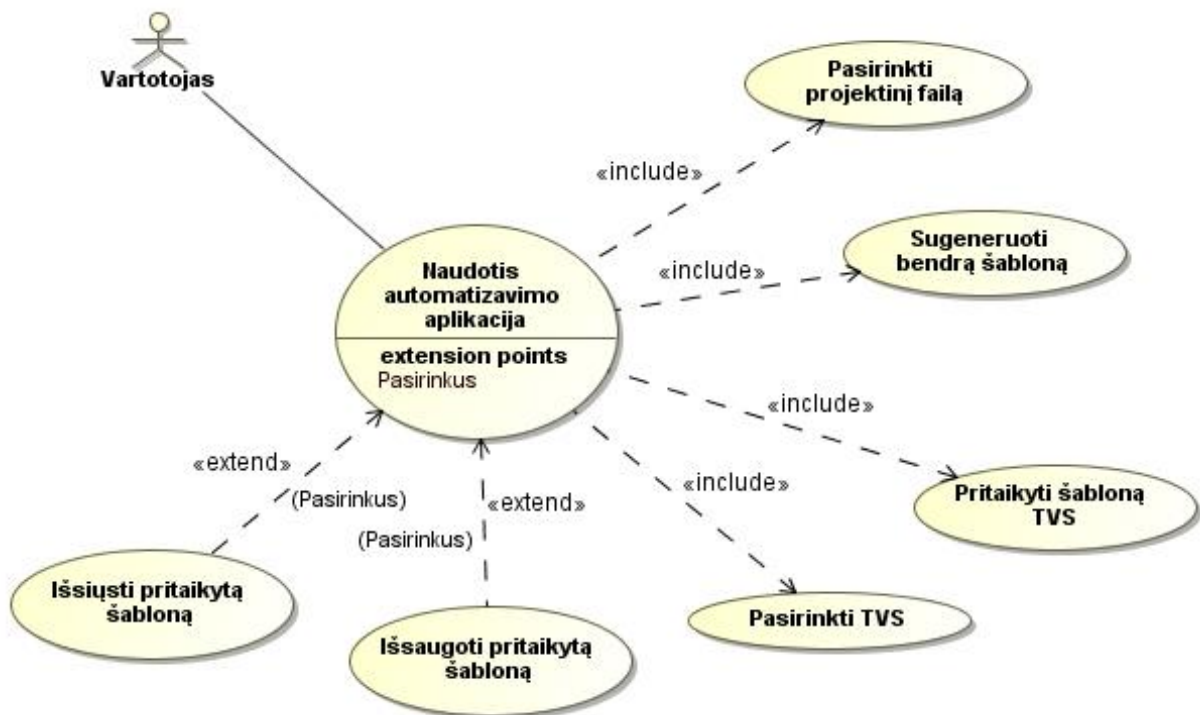 Vartotojas
Pasirinkti
projektinį failą
«include»
Sugeneruoti
bendrą šabloną
«include»
Naudotis
automatizavimo
aplikacija
extension points
Pasirinkus
«include»
Pritaikyti šabloną
TVS
«include»
Pasirinkti TVS
«extend»
(Pasirinkus)
«extend»
(Pasirinkus)
Išsiųsti pritaikytą
šabloną
Išsaugoti pritaikytą
šabloną